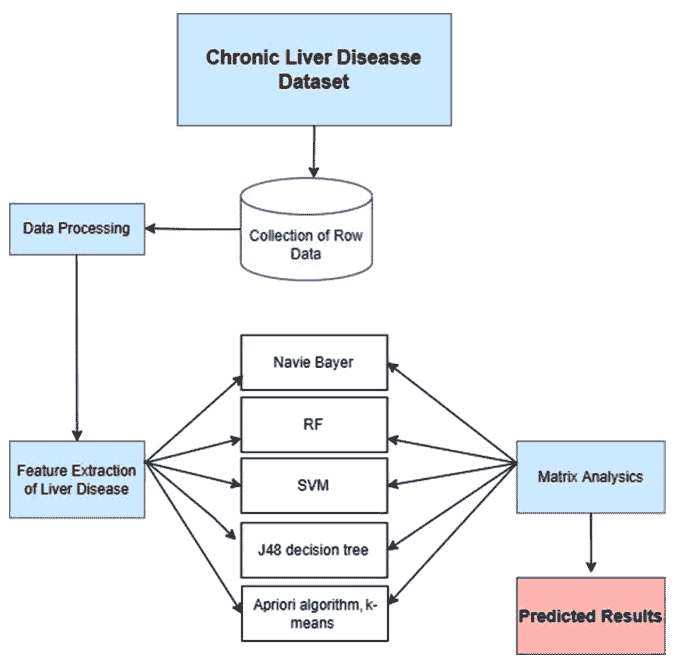 Chronic Liver Diseasse
Dataset
Collection of Row
Data
Data Processing
Feature Extraction
of Liver Disease
Navie Bayer
RF
SVM
J48 decision tree
Apriori algorithm, k-
means
Matrix Analysics
Predicted Results